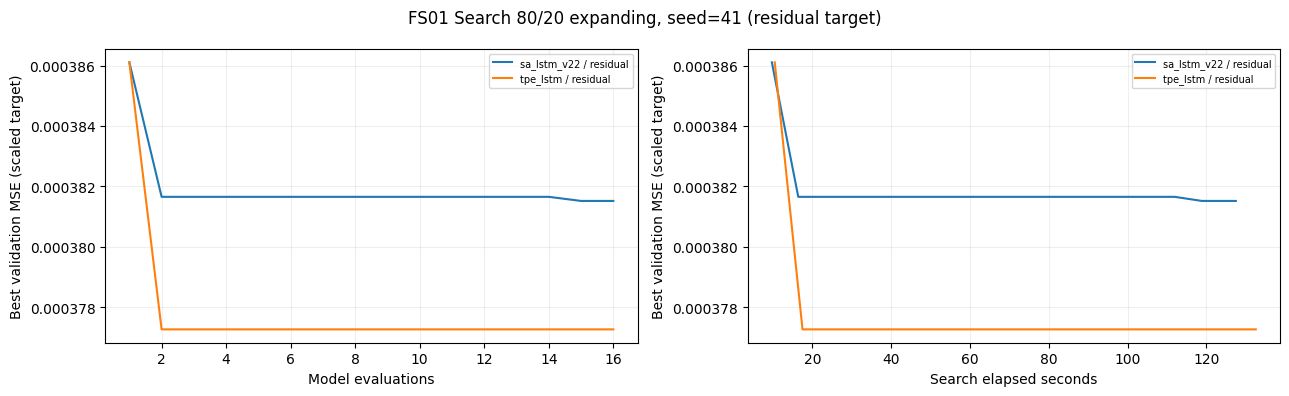 FS01 Search 80/20 expanding, seed=41 (residual target)
Best validation MSE (scaled target)
0.000386
0.000384
0.000382
0.000380
0.000378
sa_lstm_v22 / residual
tpe_lstm / residual
2 4 6 8 10 12 14 16
Model evaluations
Best validation MSE (scaled target)
0.000386
0.000384
0.000382
0.000380
0.000378
sa_lstm_v22 / residual
tpe_lstm / residual
20 40 60 80 100 120
Search elapsed seconds